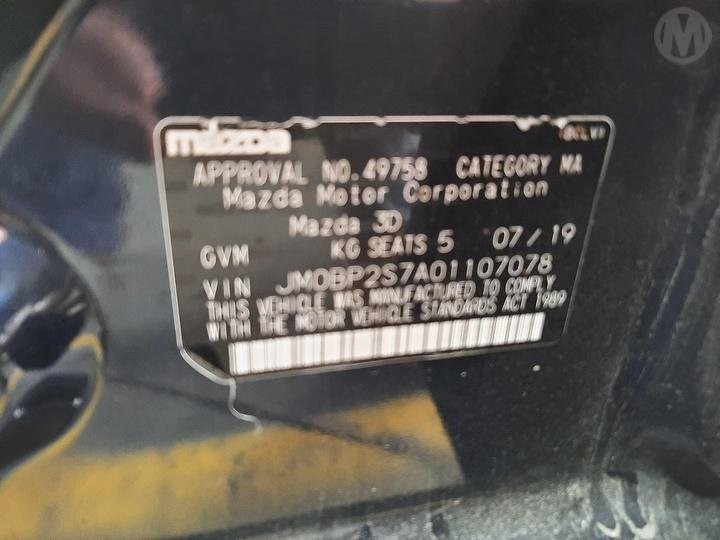 M
mazda
APPROVAL NO.49758 CATEGORY MA
Mazda Motor Corporation
Mazda 3D
GVM KG SEATS 5 07/19
VIN JM0BP2S7A01107078
THIS VEHICLE WAS MANUFACTURED TO COMPLY
WITH THE MOTOR VEHICLE STANDARDS ACT 1989